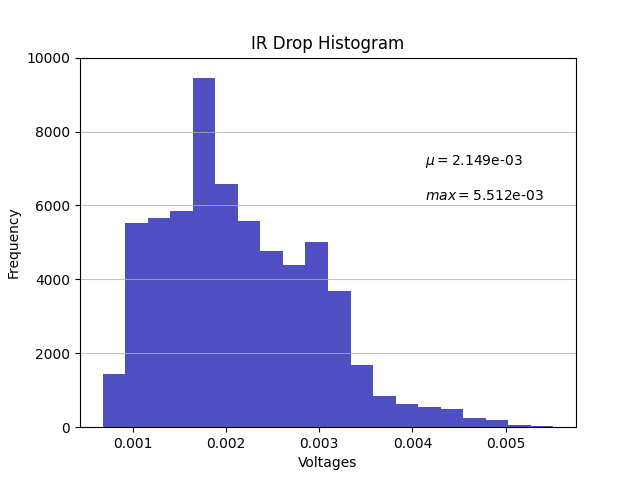 IR Drop Histogram
10000
8000
6000
4000
2000
0
Frequency
μ = 2.149e-03
max = 5.512e-03
0.001 0.002 0.003 0.004 0.005
Voltages